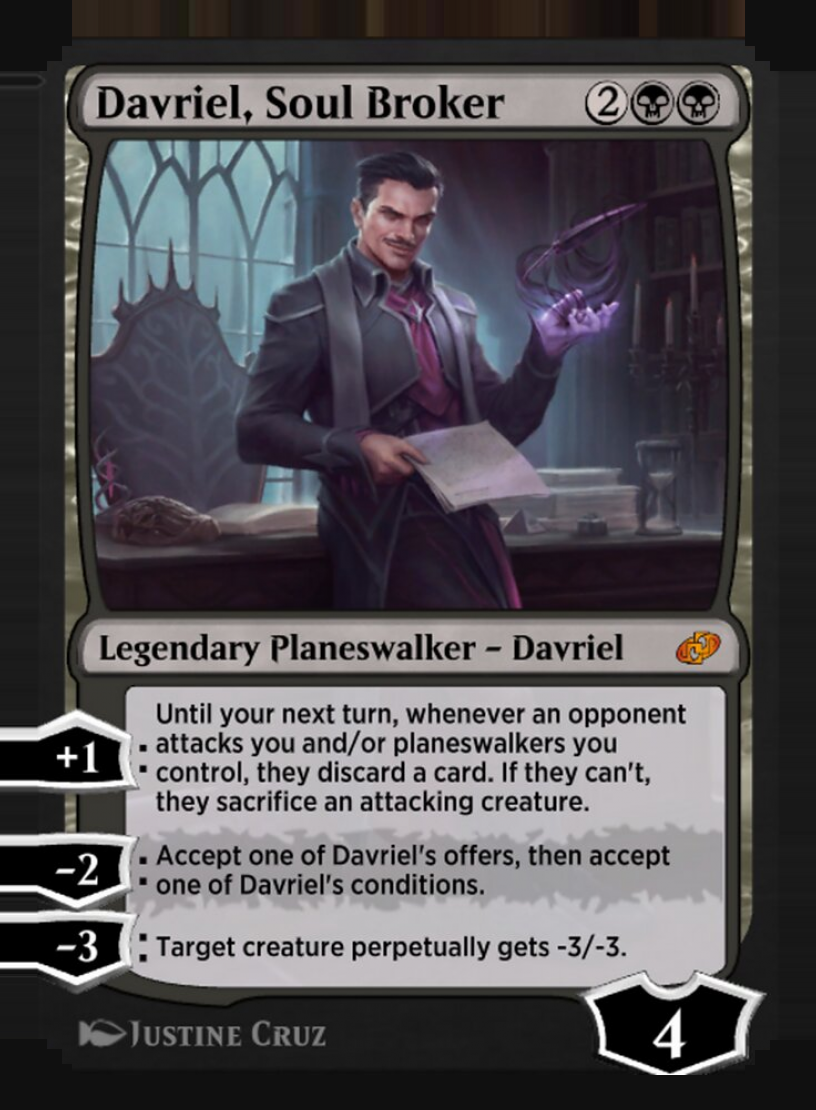 Davriel, Soul Broker 2
Legendary Planeswalker – Davriel
+1: Until your next turn, whenever an opponent
attacks you and/or planeswalkers you
control, they discard a card. If they can't,
they sacrifice an attacking creature.
-2: Accept one of Davriel's offers, then accept
one of Davriel's conditions.
-3: Target creature perpetually gets -3/-3.
Justine Cruz
4